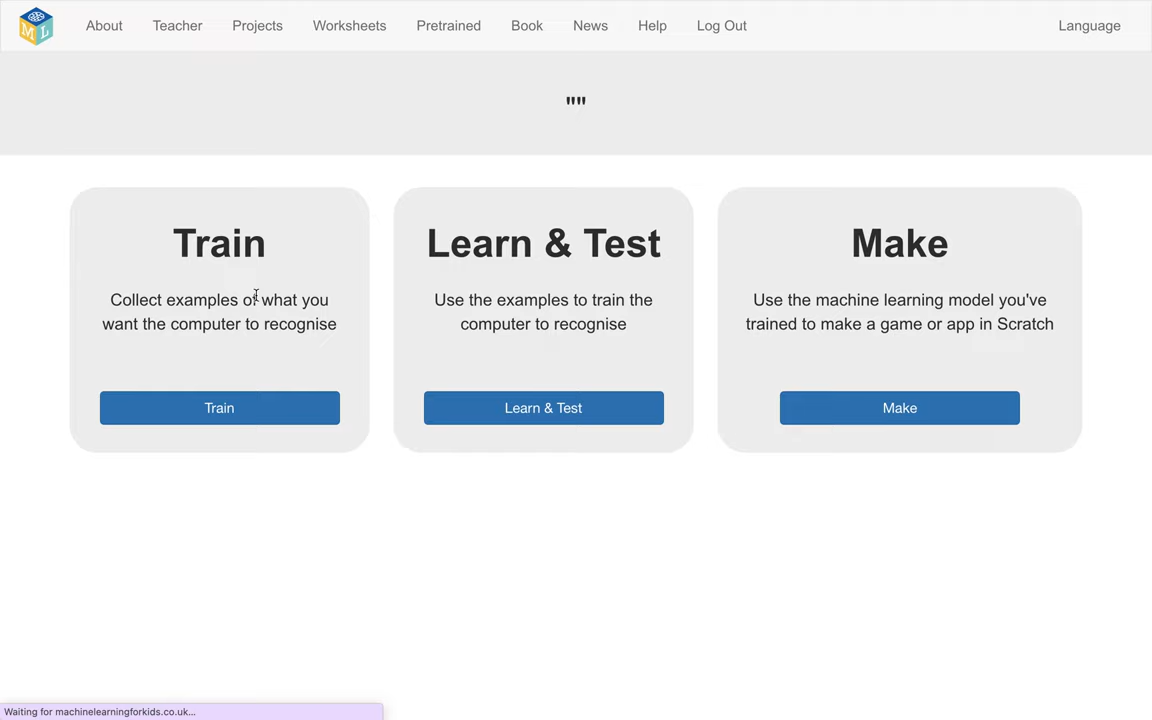 ML
About Teacher Projects Worksheets Pretrained Book News Help Log Out Language
""
Train
Collect examples of what you
want the computer to recognise
Train
Learn & Test
Use the examples to train the
computer to recognise
Learn & Test
Make
Use the machine learning model you've
trained to make a game or app in Scratch
Make
Waiting for machinelearningforkids.co.uk...